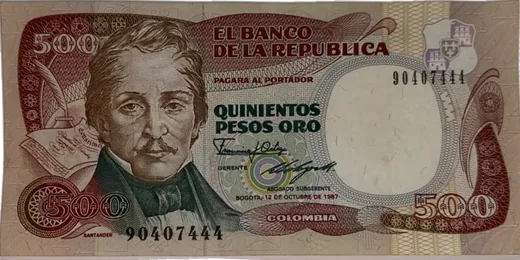 500
EL BANCO
DE LA REPUBLICA
PAGARA AL PORTADOR
90407444
QUINIENTOS
PESOS ORO
GERENTE
ABOGADO SUBGERENTE
BOGOTA, 12 DE OCTUBRE DE 1987
COLOMBIA
500
500
SANTANDER
90407444